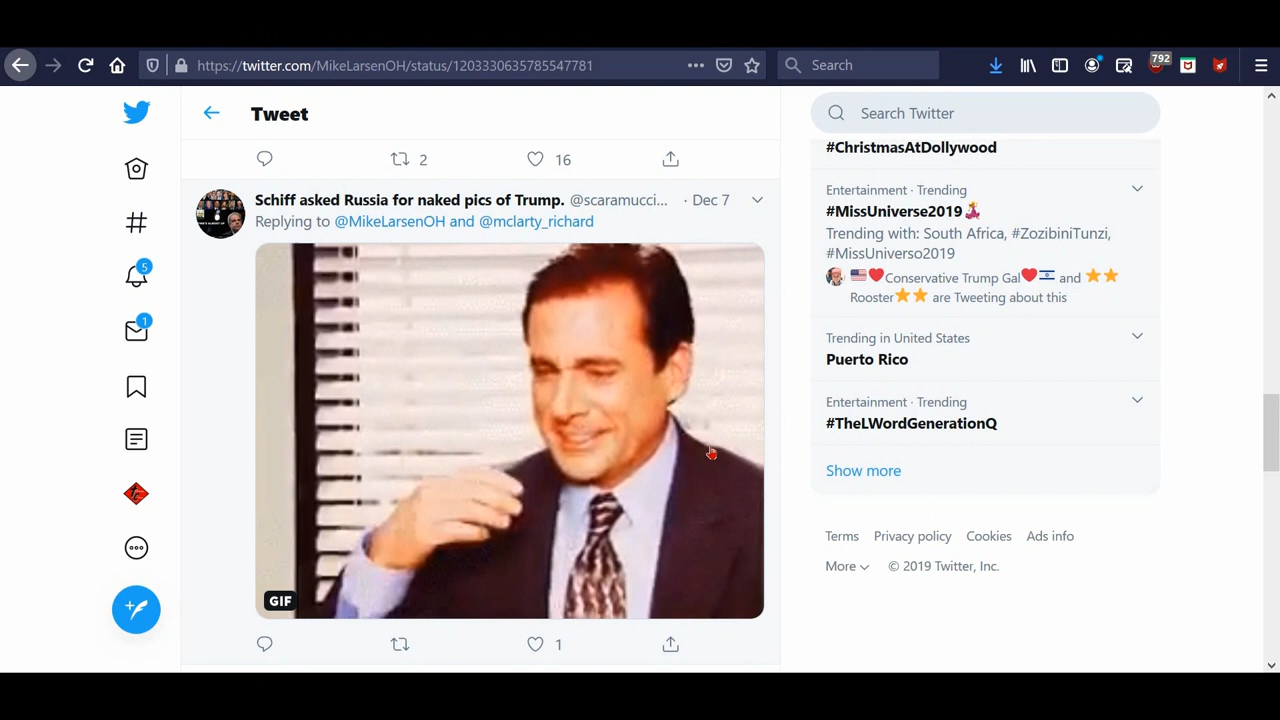 https://twitter.com/MikeLarsenOH/status/1203330635785547781
Search
792
Tweet
Search Twitter
2
16
#ChristmasAtDollywood
Schiff asked Russia for naked pics of Trump. @scaramucci... · Dec 7
Replying to @MikeLarsenOH and @mclarty_richard
Entertainment · Trending
#MissUniverse2019
Trending with: South Africa, #ZozibiniTunzi,
#MissUniverso2019
Conservative Trump Gal and
Rooster are Tweeting about this
5
1
Trending in United States
Puerto Rico
Entertainment · Trending
#TheLWordGenerationQ
Show more
Terms Privacy policy Cookies Ads info
More © 2019 Twitter, Inc.
GIF
1